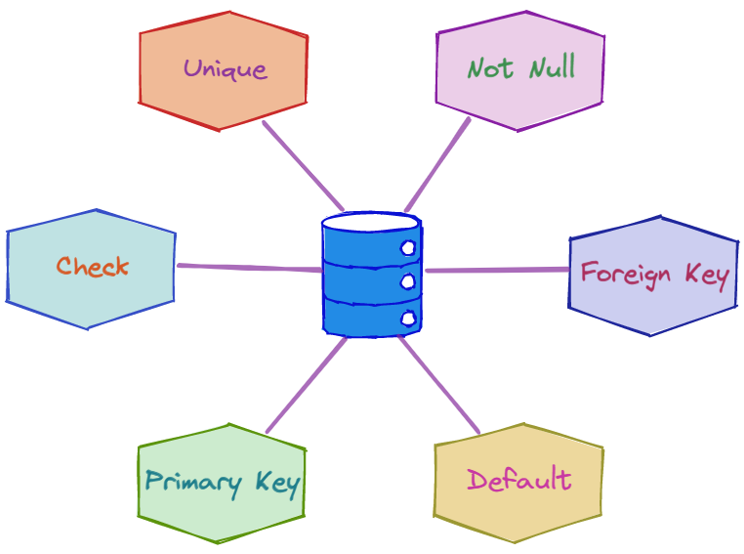 Unique
Not Null
Check
Foreign Key
Primary Key
Default